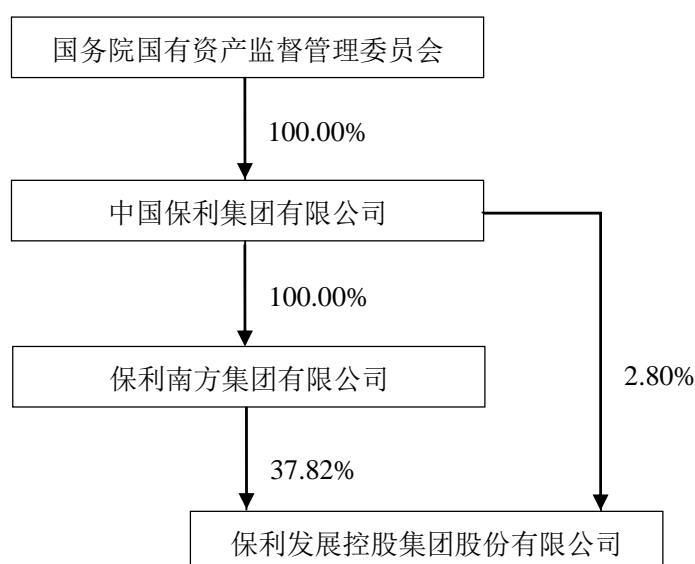 国务院国有资产监督管理委员会
100.00%
中国保利集团有限公司
100.00%
保利南方集团有限公司
2.80%
37.82%
保利发展控股集团股份有限公司